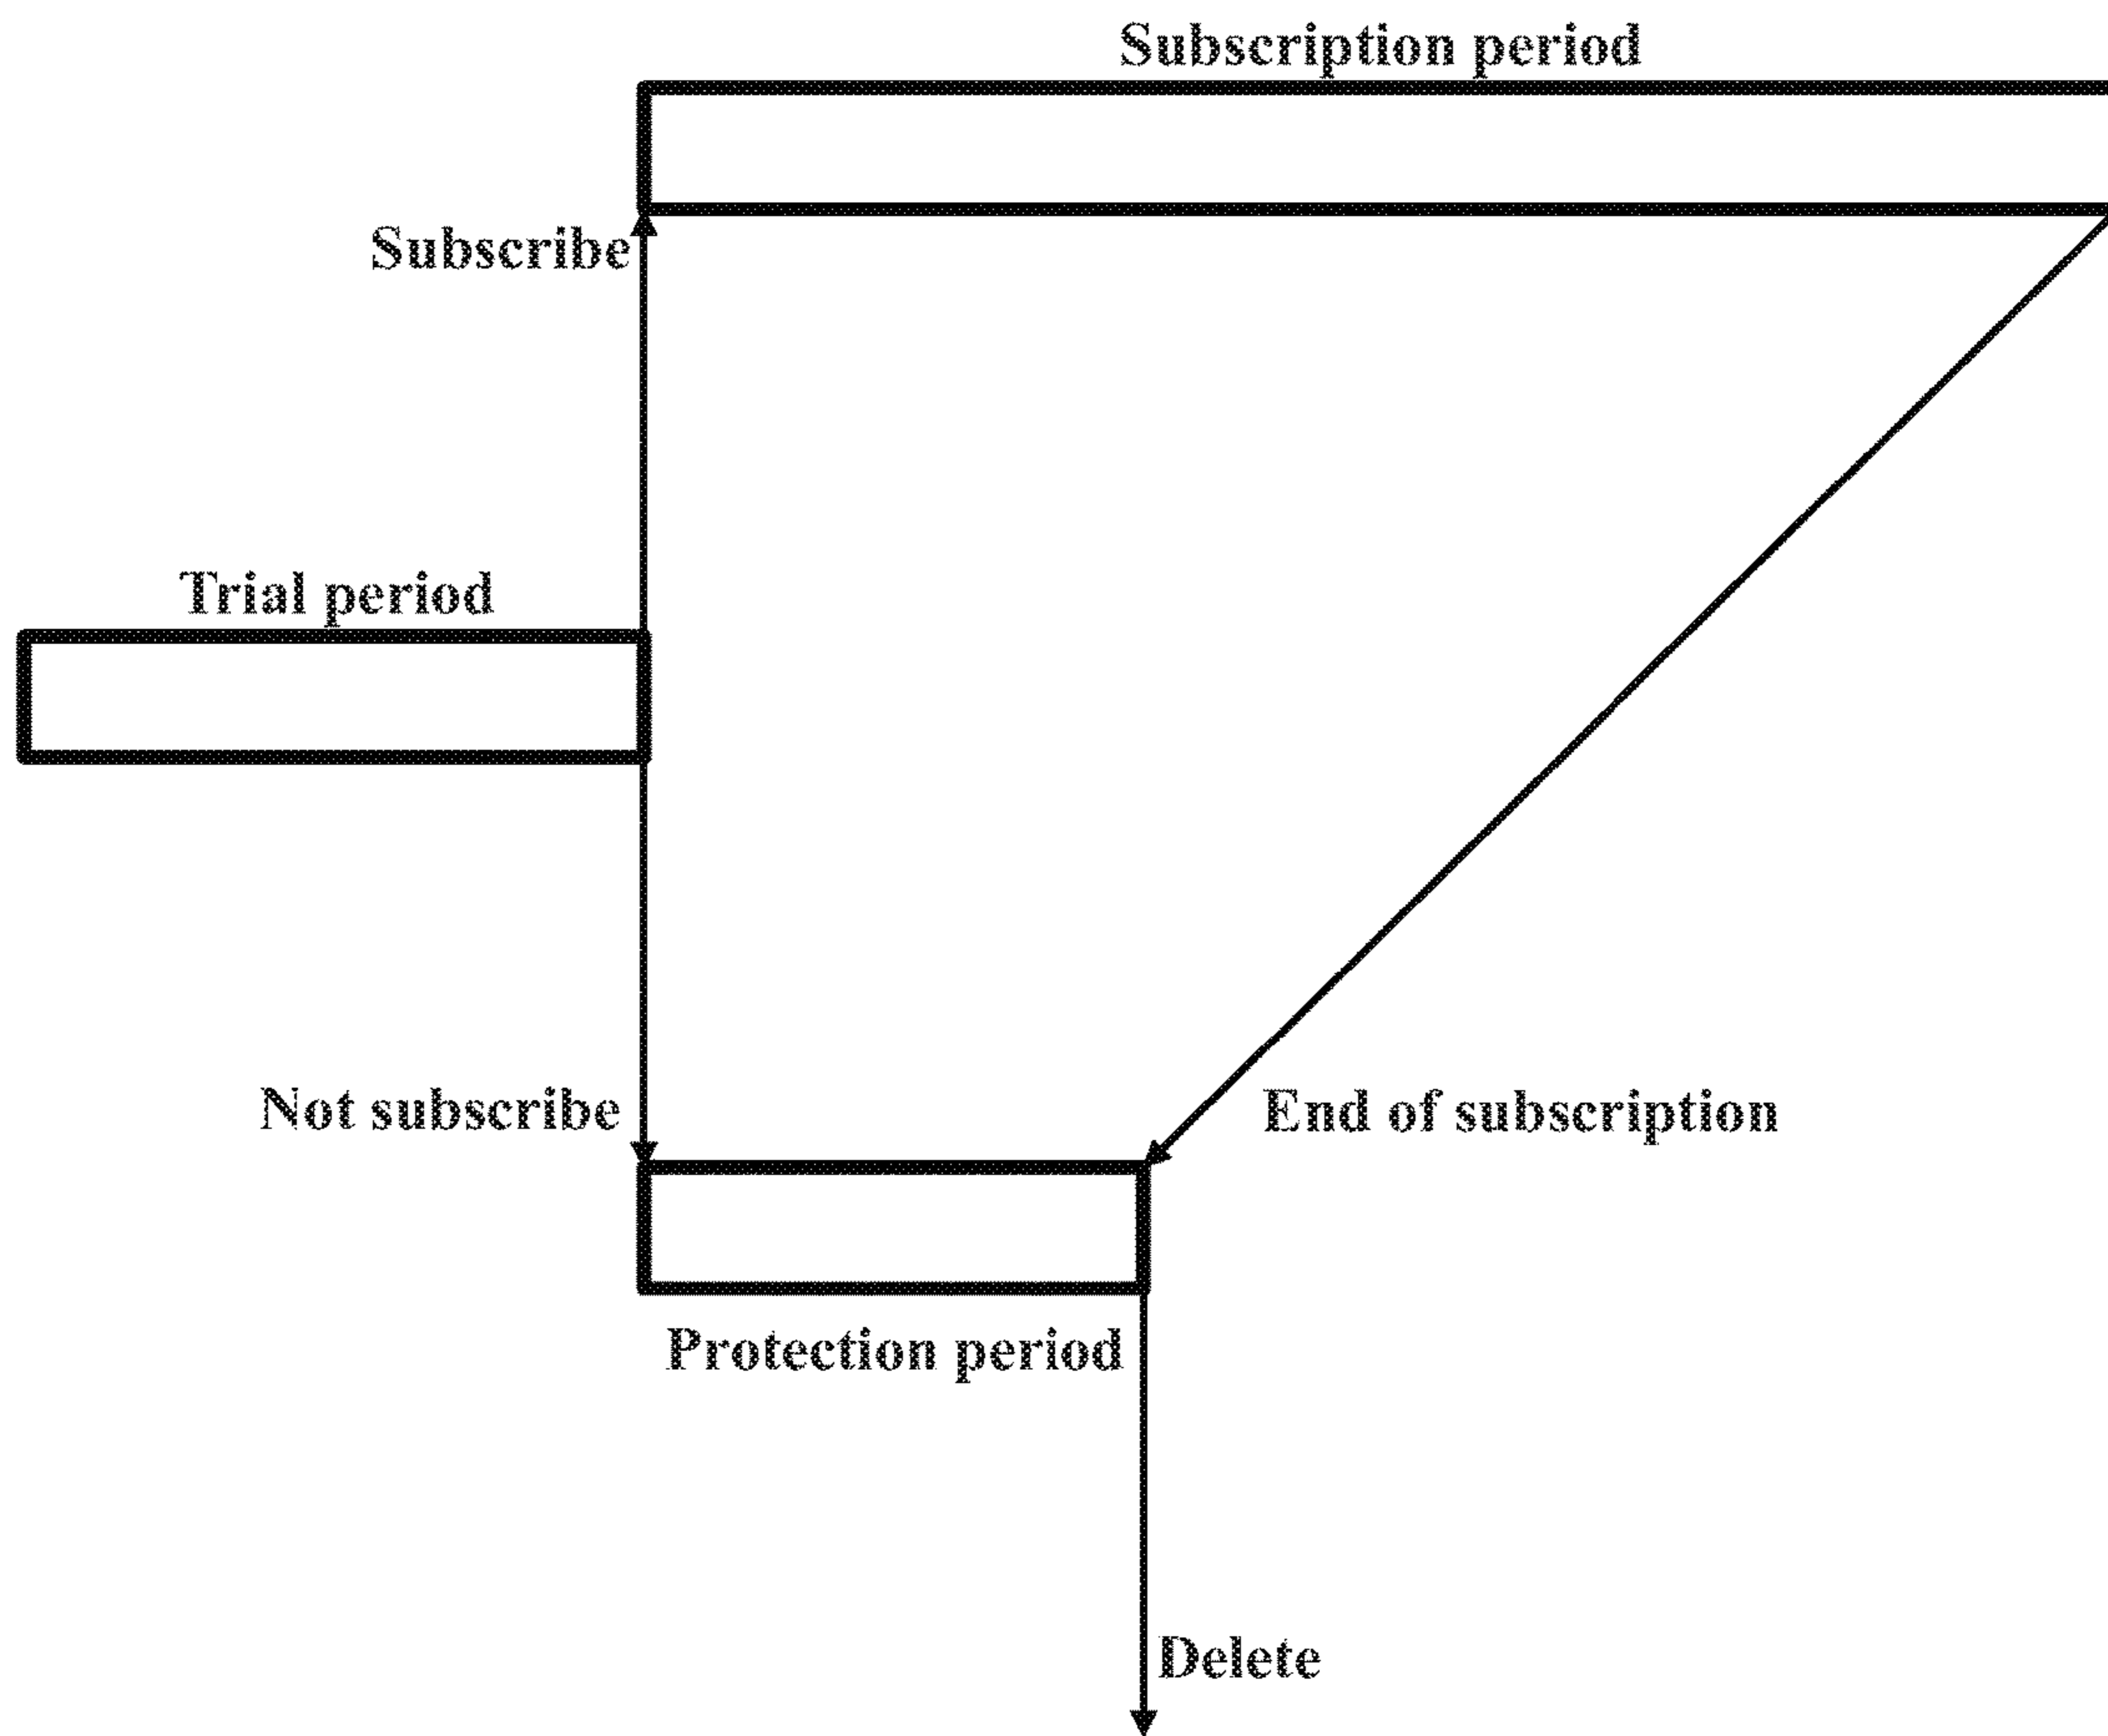 Subscription period
Subscribe
Trial period
Not subscribe
End of subscription
Protection period
Delete